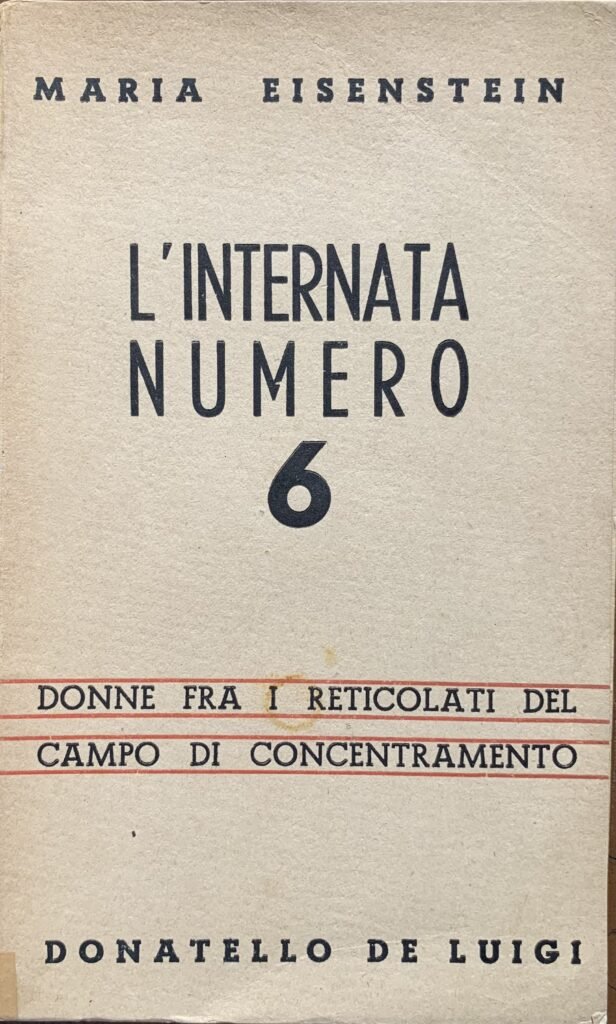 MARIA EISENSTEIN
L'INTERNATA
NUMERO
6
DONNE FRA I RETICOLATI DEL
CAMPO DI CONCENTRAMENTO
DONATELLO DE LUIGI